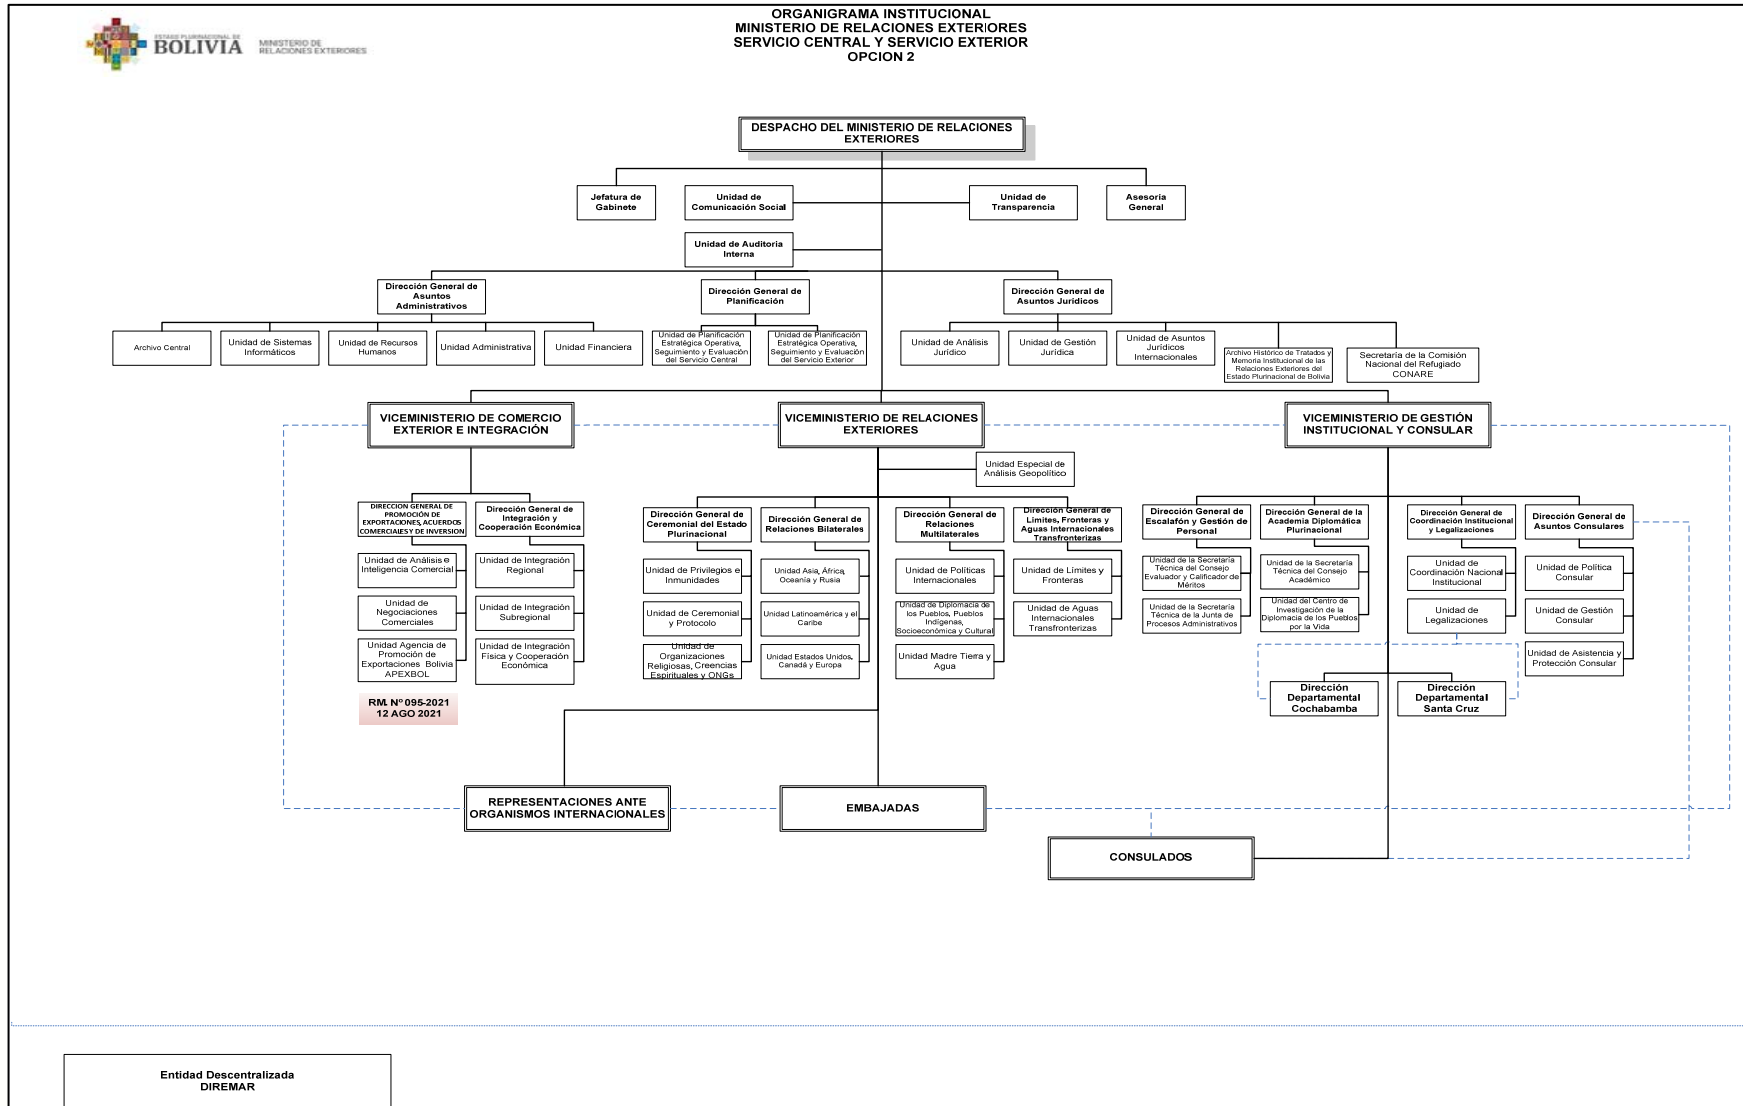 ESTADO PLURINACIONAL DE
BOLIVIA
MINISTERIO DE
RELACIONES EXTERIORES
ORGANIGRAMA INSTITUCIONAL
MINISTERIO DE RELACIONES EXTERIORES
SERVICIO CENTRAL Y SERVICIO EXTERIOR
OPCION 2
DESPACHO DEL MINISTERIO DE RELACIONES
EXTERIORES
Jefatura de
Gabinete
Unidad de
Comunicación Social
Unidad de
Transparencia
Asesoria
General
Unidad de Auditoria
Interna
Dirección General de
Asuntos
Administrativos
Dirección General de
Planificación
Dirección General de
Asuntos Jurídicos
Archivo Central
Unidad de Sistemas
Informáticos
Unidad de Recursos
Humanos
Unidad Administrativa
Unidad Financiera
Unidad de Planificación
Estratégica Operativa,
Seguimiento y Evaluación
del Servicio Central
Unidad de Planificación
Estratégica Operativa,
Seguimiento y Evaluación
del Servicio Exterior
Unidad de Análisis
Jurídico
Unidad de Gestión
Jurídica
Unidad de Asuntos
Jurídicos
Internacionales
Archivo Histórico de Tratados y
Memoria Institucional de las
Relaciones Exteriores del
Estado Plurinacional de Bolivia
Secretaría de la Comisión
Nacional del Refugiado
CONARE
VICEMINISTERIO DE COMERCIO
EXTERIOR E INTEGRACIÓN
VICEMINISTERIO DE RELACIONES
EXTERIORES
VICEMINISTERIO DE GESTIÓN
INSTITUCIONAL Y CONSULAR
Unidad Especial de
Análisis Geopolítico
DIRECCION GENERAL DE
PROMOCIÓN DE
EXPORTACIONES, ACUERDOS
COMERCIALES Y DE INVERSION
Unidad de Análisis e
Inteligencia Comercial
Unidad de
Negociaciones
Comerciales
Unidad Agencia de
Promoción de
Exportaciones Bolivia
APEXBOL
RM. Nº 095-2021
12 AGO 2021
Dirección General de
Integración y
Cooperación Económica
Unidad de Integración
Regional
Unidad de Integración
Subregional
Unidad de Integración
Física y Cooperación
Económica
Dirección General de
Ceremonial del Estado
Plurinacional
Unidad de Privilegios e
Inmunidades
Unidad de Ceremonial
y Protocolo
Unidad de
Organizaciones
Religiosas, Creencias
Espirituales y ONGs
Dirección General de
Relaciones Bilaterales
Unidad Asia, África,
Oceanía y Rusia
Unidad Latinoamérica y el
Caribe
Unidad Estados Unidos,
Canadá y Europa
Dirección General de
Relaciones
Multilaterales
Unidad de Políticas
Internacionales
Unidad de Diplomacia de
los Pueblos, Pueblos
Indígenas,
Socioeconómica y Cultural
Unidad Madre Tierra y
Agua
Dirección General de
Limites, Fronteras y
Aguas Internacionales
Transfronterizas
Unidad de Límites y
Fronteras
Unidad de Aguas
Internacionales
Transfronterizas
Dirección General de
Escalafón y Gestión de
Personal
Unidad de la Secretaría
Técnica del Consejo
Evaluador y Calificador de
Méritos
Unidad de la Secretaría
Técnica de la Junta de
Procesos Administrativos
Dirección General de la
Academia Diplomática
Plurinacional
Unidad de la Secretaría
Técnica del Consejo
Académico
Unidad del Centro de
Investigación de la
Diplomacia de los Pueblos
por la Vida
Dirección General de
Coordinación Institucional
y Legalizaciones
Unidad de
Coordinación Nacional
Institucional
Unidad de
Legalizaciones
Dirección General de
Asuntos Consulares
Unidad de Política
Consular
Unidad de Gestión
Consular
Unidad de Asistencia y
Protección Consular
Dirección
Departamental
Cochabamba
Dirección
Departamental
Santa Cruz
REPRESENTACIONES ANTE
ORGANISMOS INTERNACIONALES
EMBAJADAS
CONSULADOS
Entidad Descentralizada
DIREMAR